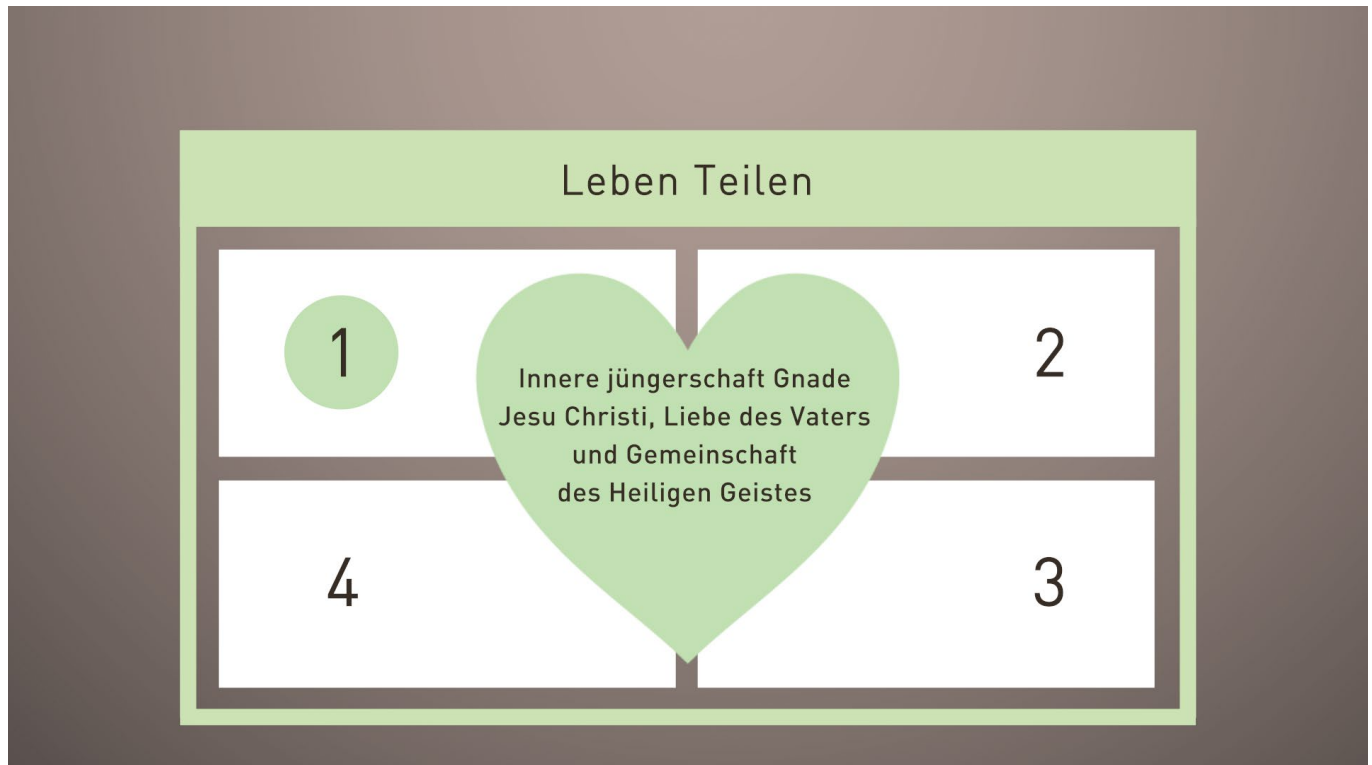 Leben Teilen
1
2
Innere jüngerschaft Gnade
Jesu Christi, Liebe des Vaters
und Gemeinschaft
des Heiligen Geistes
4
3